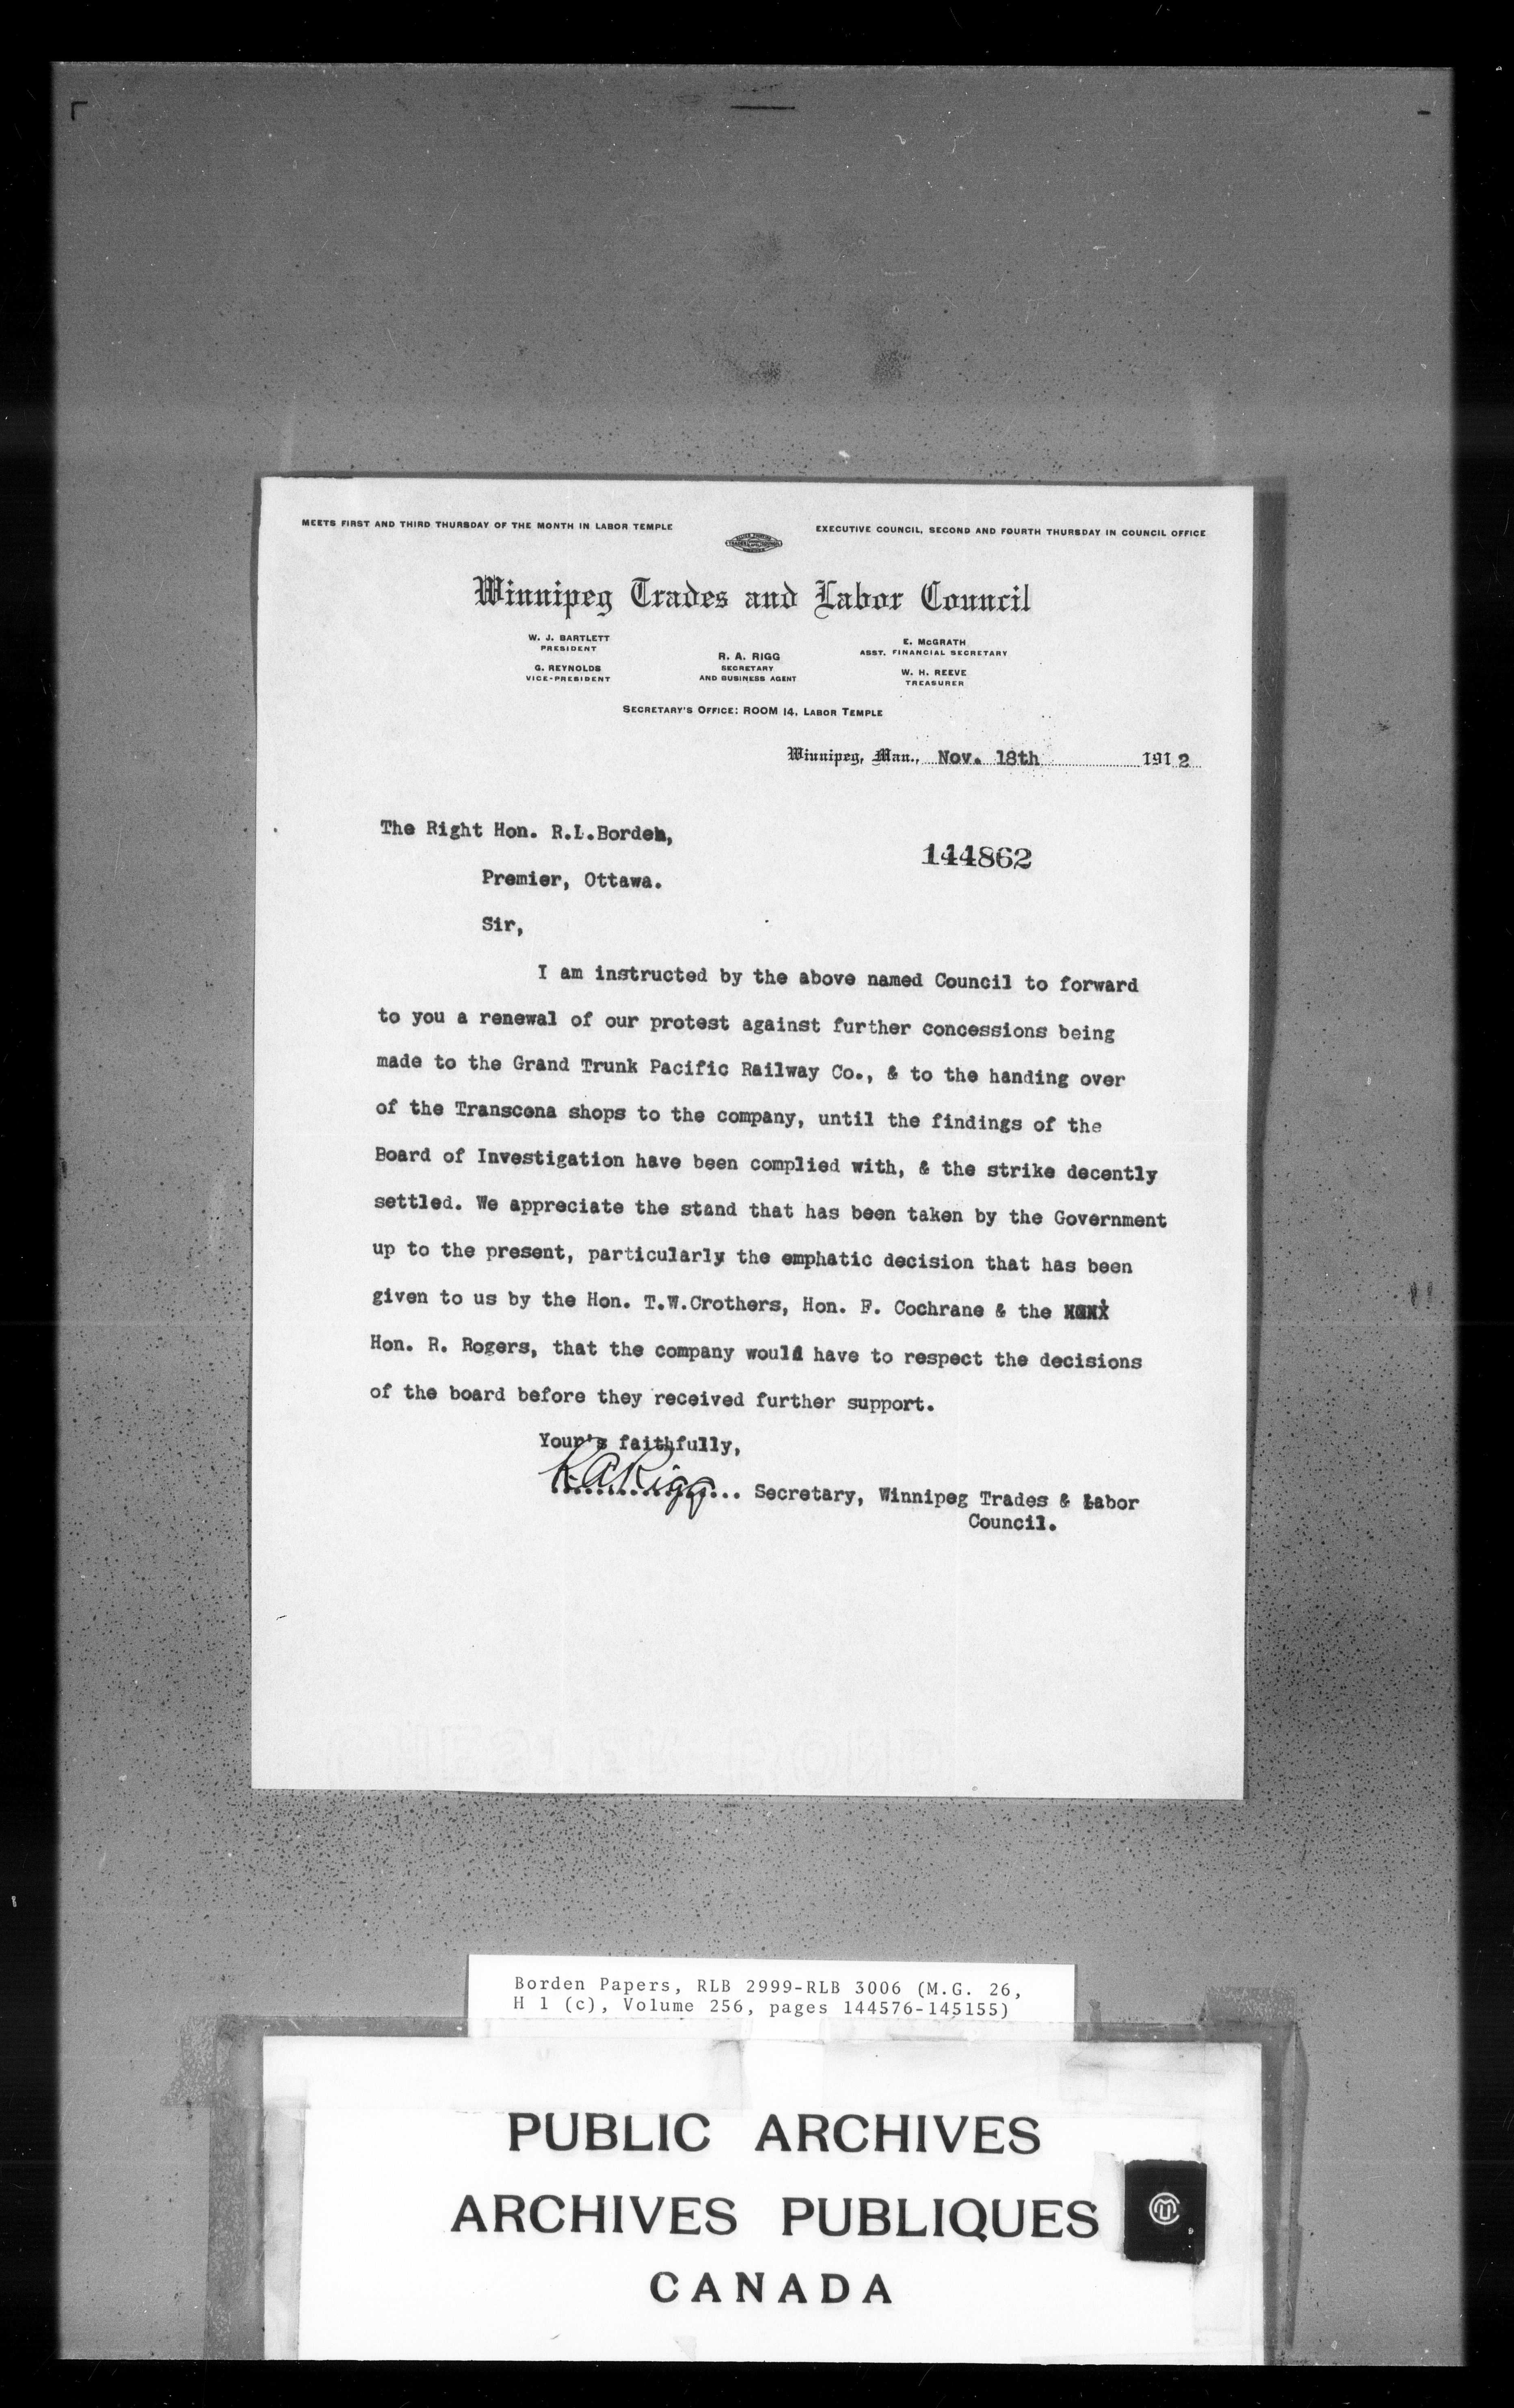 MEETS FIRST AND THIRD THURSDAY OF THE MONTH IN LABOR TEMPLE
EXECUTIVE COUNCIL, SECOND AND FOURTH THURSDAY IN COUNCIL OFFICE
Winnipeg Trades and Labor Council
W. J. BARTLETT
PRESIDENT
G. REYNOLDS
VICE-PRESIDENT
R. A. RIGG
SECRETARY
AND BUSINESS AGENT
E. McGRATH
ASST. FINANCIAL SECRETARY
W. H. REEVE
TREASURER
SECRETARY'S OFFICE: ROOM 14, LABOR TEMPLE
Winnipeg, Man., Nov. 18th 1912
The Right Hon. R.L.Borden,
144862
Premier, Ottawa.
Sir,
I am instructed by the above named Council to forward
to you a renewal of our protest against further concessions being
made to the Grand Trunk Pacific Railway Co., & to the handing over
of the Transcona shops to the company, until the findings of the
Board of Investigation have been complied with, & the strike decently
settled. We appreciate the stand that has been taken by the Government
up to the present, particularly the emphatic decision that has been
given to us by the Hon. T.W.Crothers, Hon. F. Cochrane & the
Hon. R. Rogers, that the company would have to respect the decisions
of the board before they received further support.
Your's faithfully,
R A Rigg
................. Secretary, Winnipeg Trades & Labor
Council.
Borden Papers, RLB 2999-RLB 3006 (M.G. 26,
H 1 (c), Volume 256, pages 144576-145155)
PUBLIC ARCHIVES
ARCHIVES PUBLIQUES
CANADA